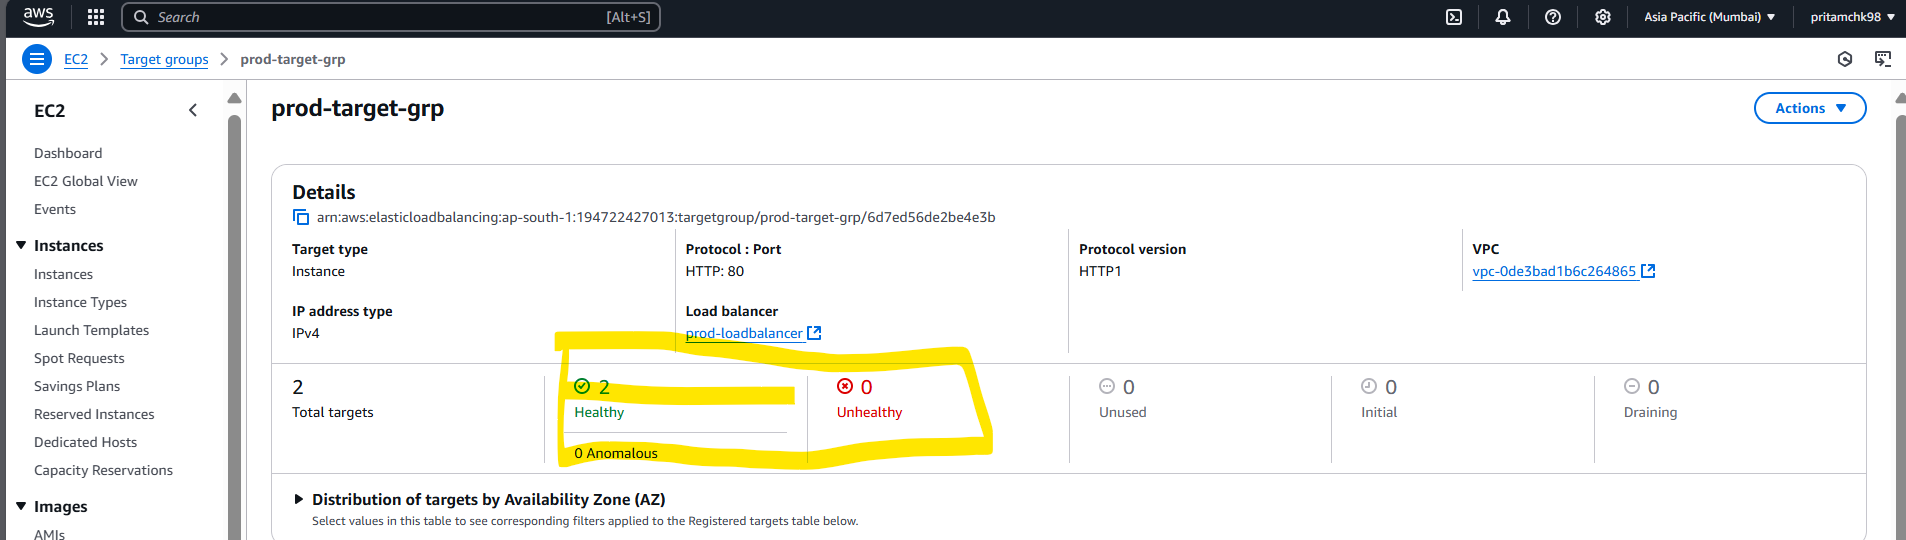 aws
Search [Alt+S]
Asia Pacific (Mumbai)
pritamchk98
EC2 > Target groups > prod-target-grp
EC2
Dashboard
EC2 Global View
Events
Instances
Instances
Instance Types
Launch Templates
Spot Requests
Savings Plans
Reserved Instances
Dedicated Hosts
Capacity Reservations
Images
AMIs
prod-target-grp
Actions
Details
arn:aws:elasticloadbalancing:ap-south-1:194722427013:targetgroup/prod-target-grp/6d7ed56de2be4e3b
Target type
Instance
Protocol : Port
HTTP: 80
Protocol version
HTTP1
VPC
vpc-0de3bad1b6c264865
IP address type
IPv4
Load balancer
prod-loadbalancer
2
Total targets
2
Healthy
0 Anomalous
0
Unhealthy
0
Unused
0
Initial
0
Draining
Distribution of targets by Availability Zone (AZ)
Select values in this table to see corresponding filters applied to the Registered targets table below.